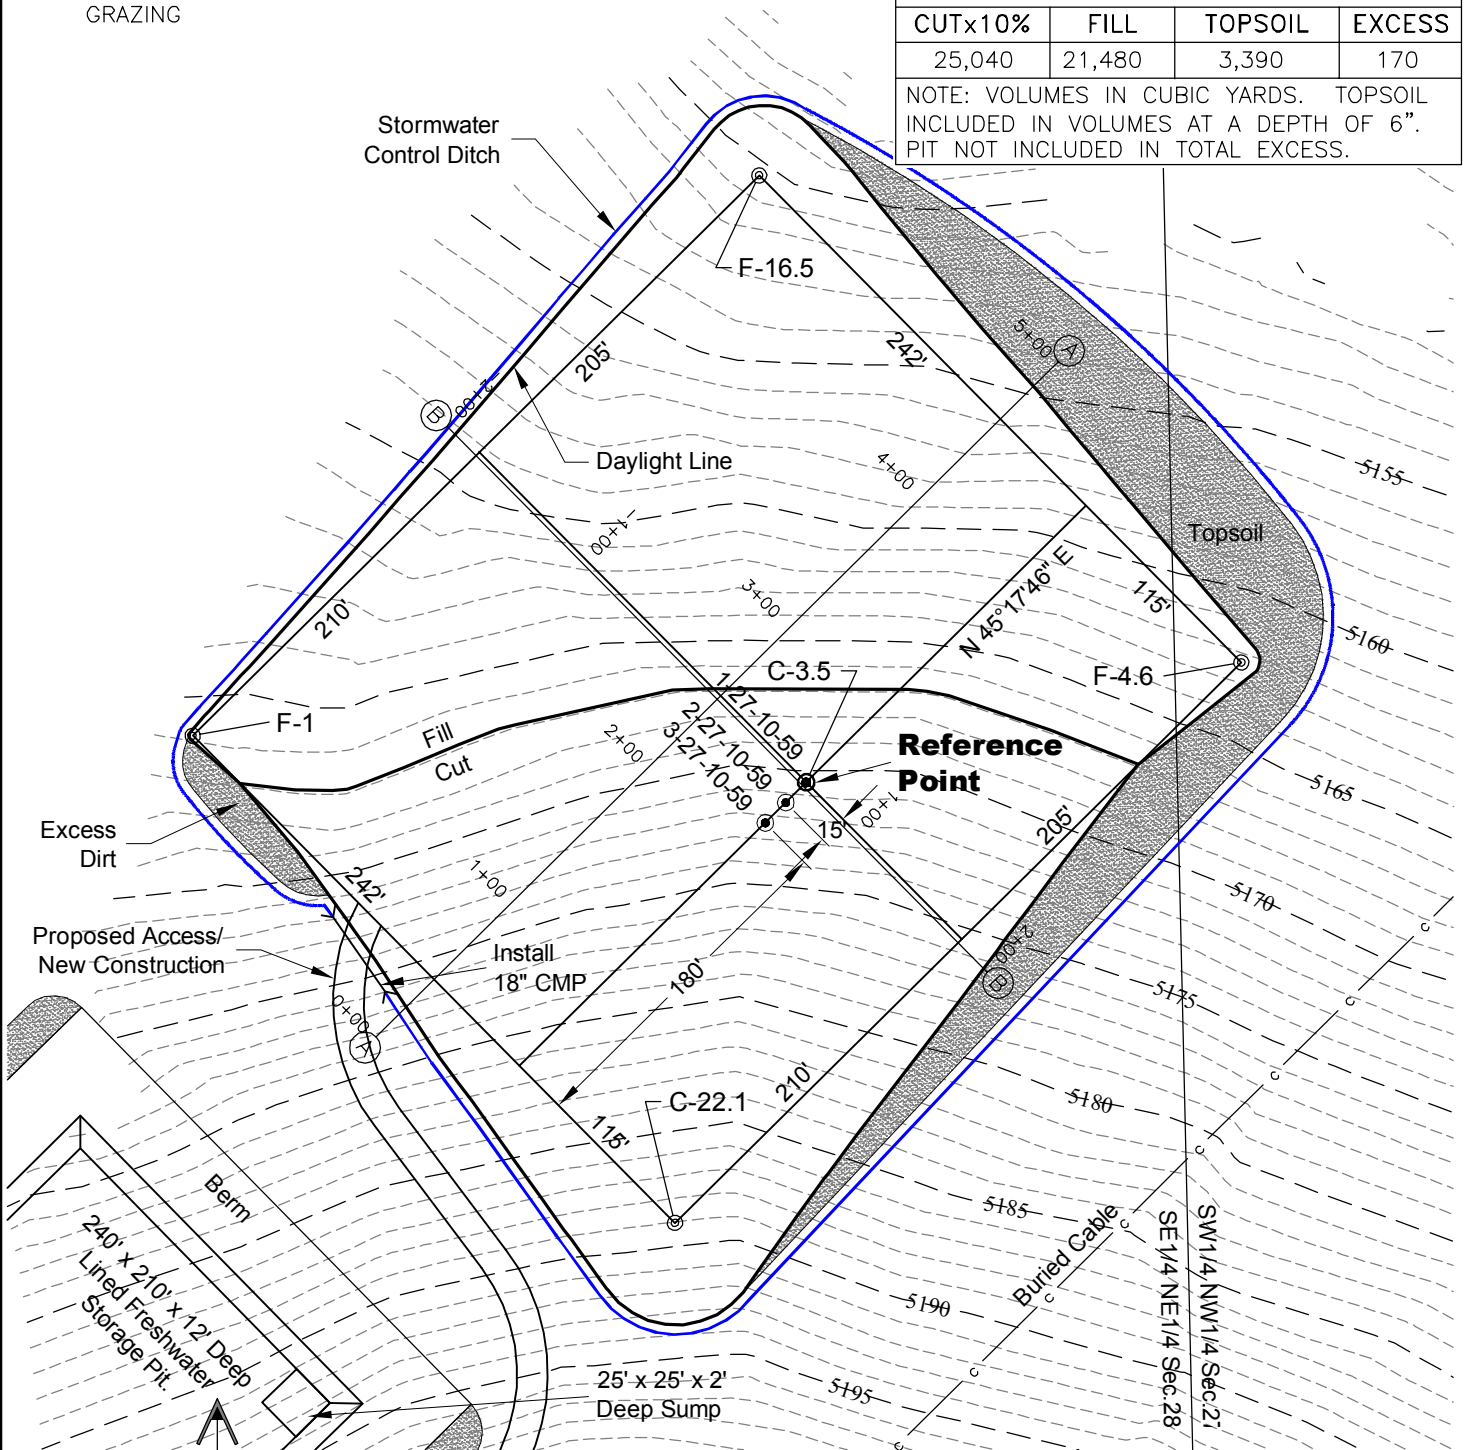 GRAZING
CUTx10% FILL TOPSOIL EXCESS
25,040 21,480 3,390 170
NOTE: VOLUMES IN CUBIC YARDS. TOPSOIL
INCLUDED IN VOLUMES AT A DEPTH OF 6".
PIT NOT INCLUDED IN TOTAL EXCESS.
Stormwater
Control Ditch
F-16.5
242'
5+00
A
205'
B
2+00
Daylight Line
4+00
5155
1+00
Topsoil
N 45°17'46" E
115'
3+00
210'
5160
C-3.5
F-4.6
F-1
1-27-10-59
2-27-10-59
3-27-10-59
Fill
Cut
2+00
Reference
Point
5165
1+00
15'
205'
Excess
Dirt
1+00
242'
5170
Proposed Access/
New Construction
Install
18" CMP
2+00
B
180'
5175
0+00
A
210'
C-22.1
5180
115'
Berm
5185
Buried Cable
c
c
c
c
c
c
c
c
SE1/4 NE1/4 Sec.28
240' x 210' x 12' Deep
Lined Freshwater
Storage Pit.
5190
5195
25' x 25' x 2'
Deep Sump